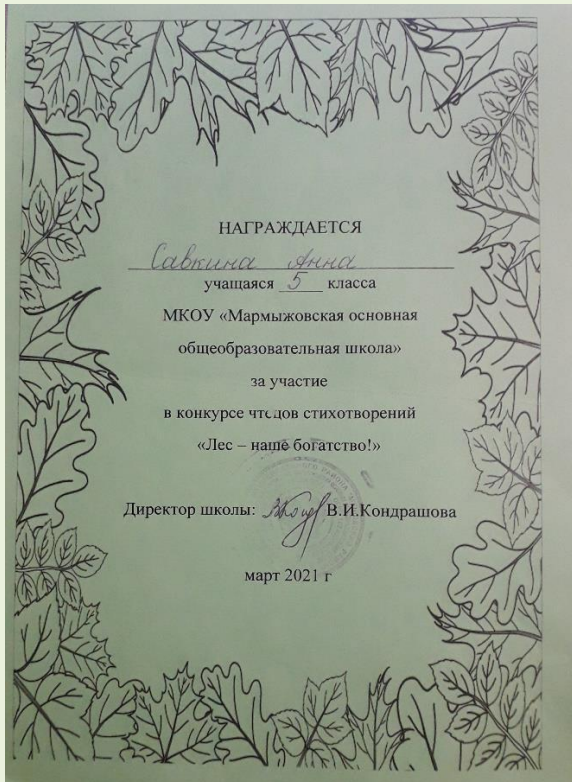 НАГРАЖДАЕТСЯ
Савкина Анна
учащаяся 5 класса
МКОУ «Мармыжовская основная
общеобразовательная школа»
за участие
в конкурсе чтецов стихотворений
«Лес – наше богатство!»
Директор школы: В.И.Кондрашова
март 2021 г